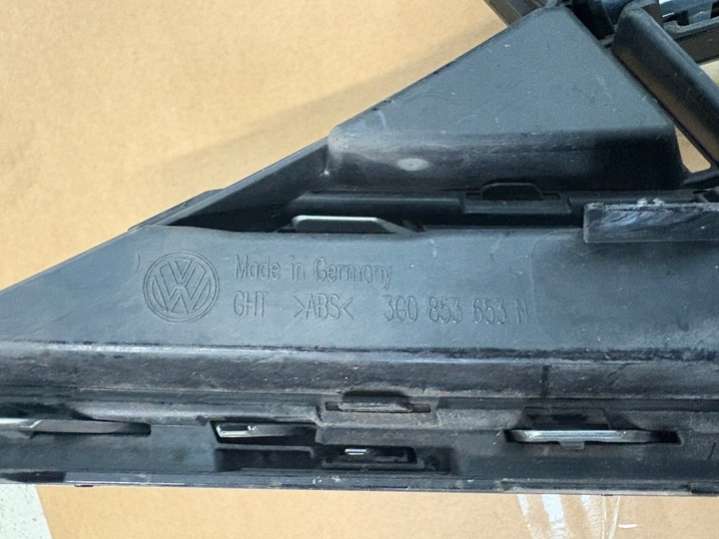 Made in Germany
GHT >ABS< 3G0 853 653 N